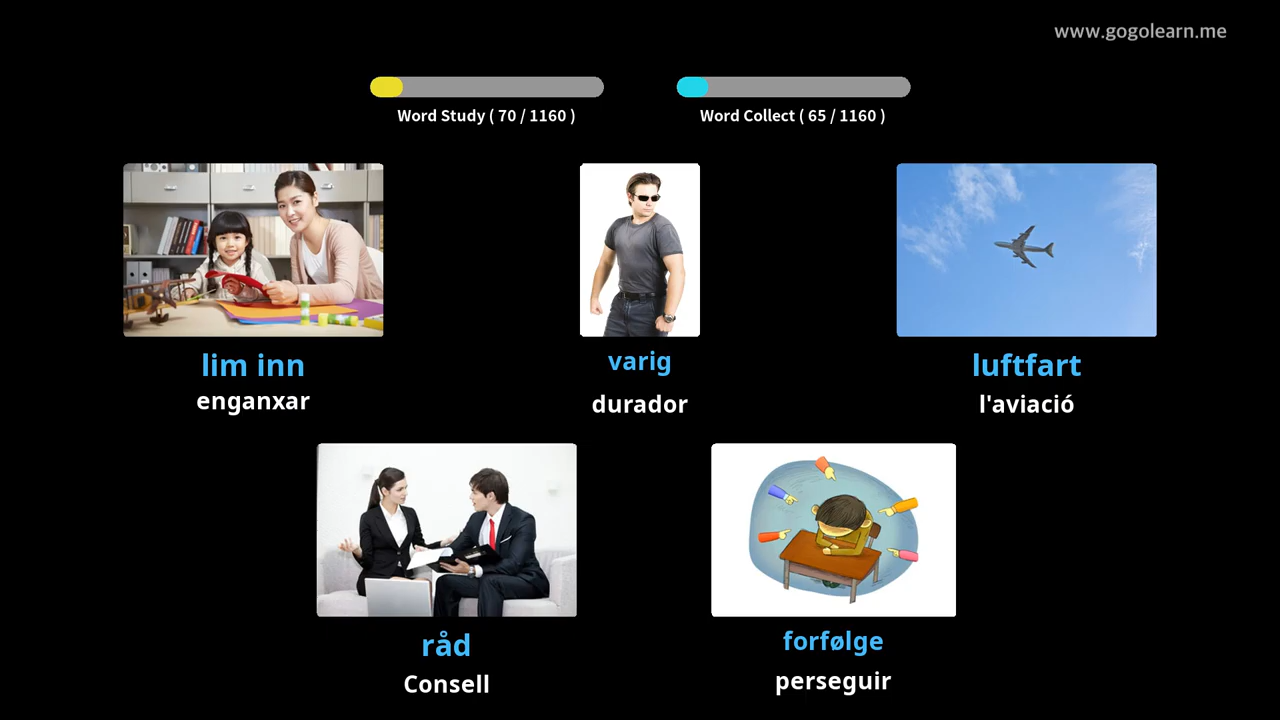 www.gogolearn.me
Word Study ( 70 / 1160 )
Word Collect ( 65 / 1160 )
lim inn
enganxar
varig
durador
luftfart
l'aviació
råd
Consell
forfølge
perseguir